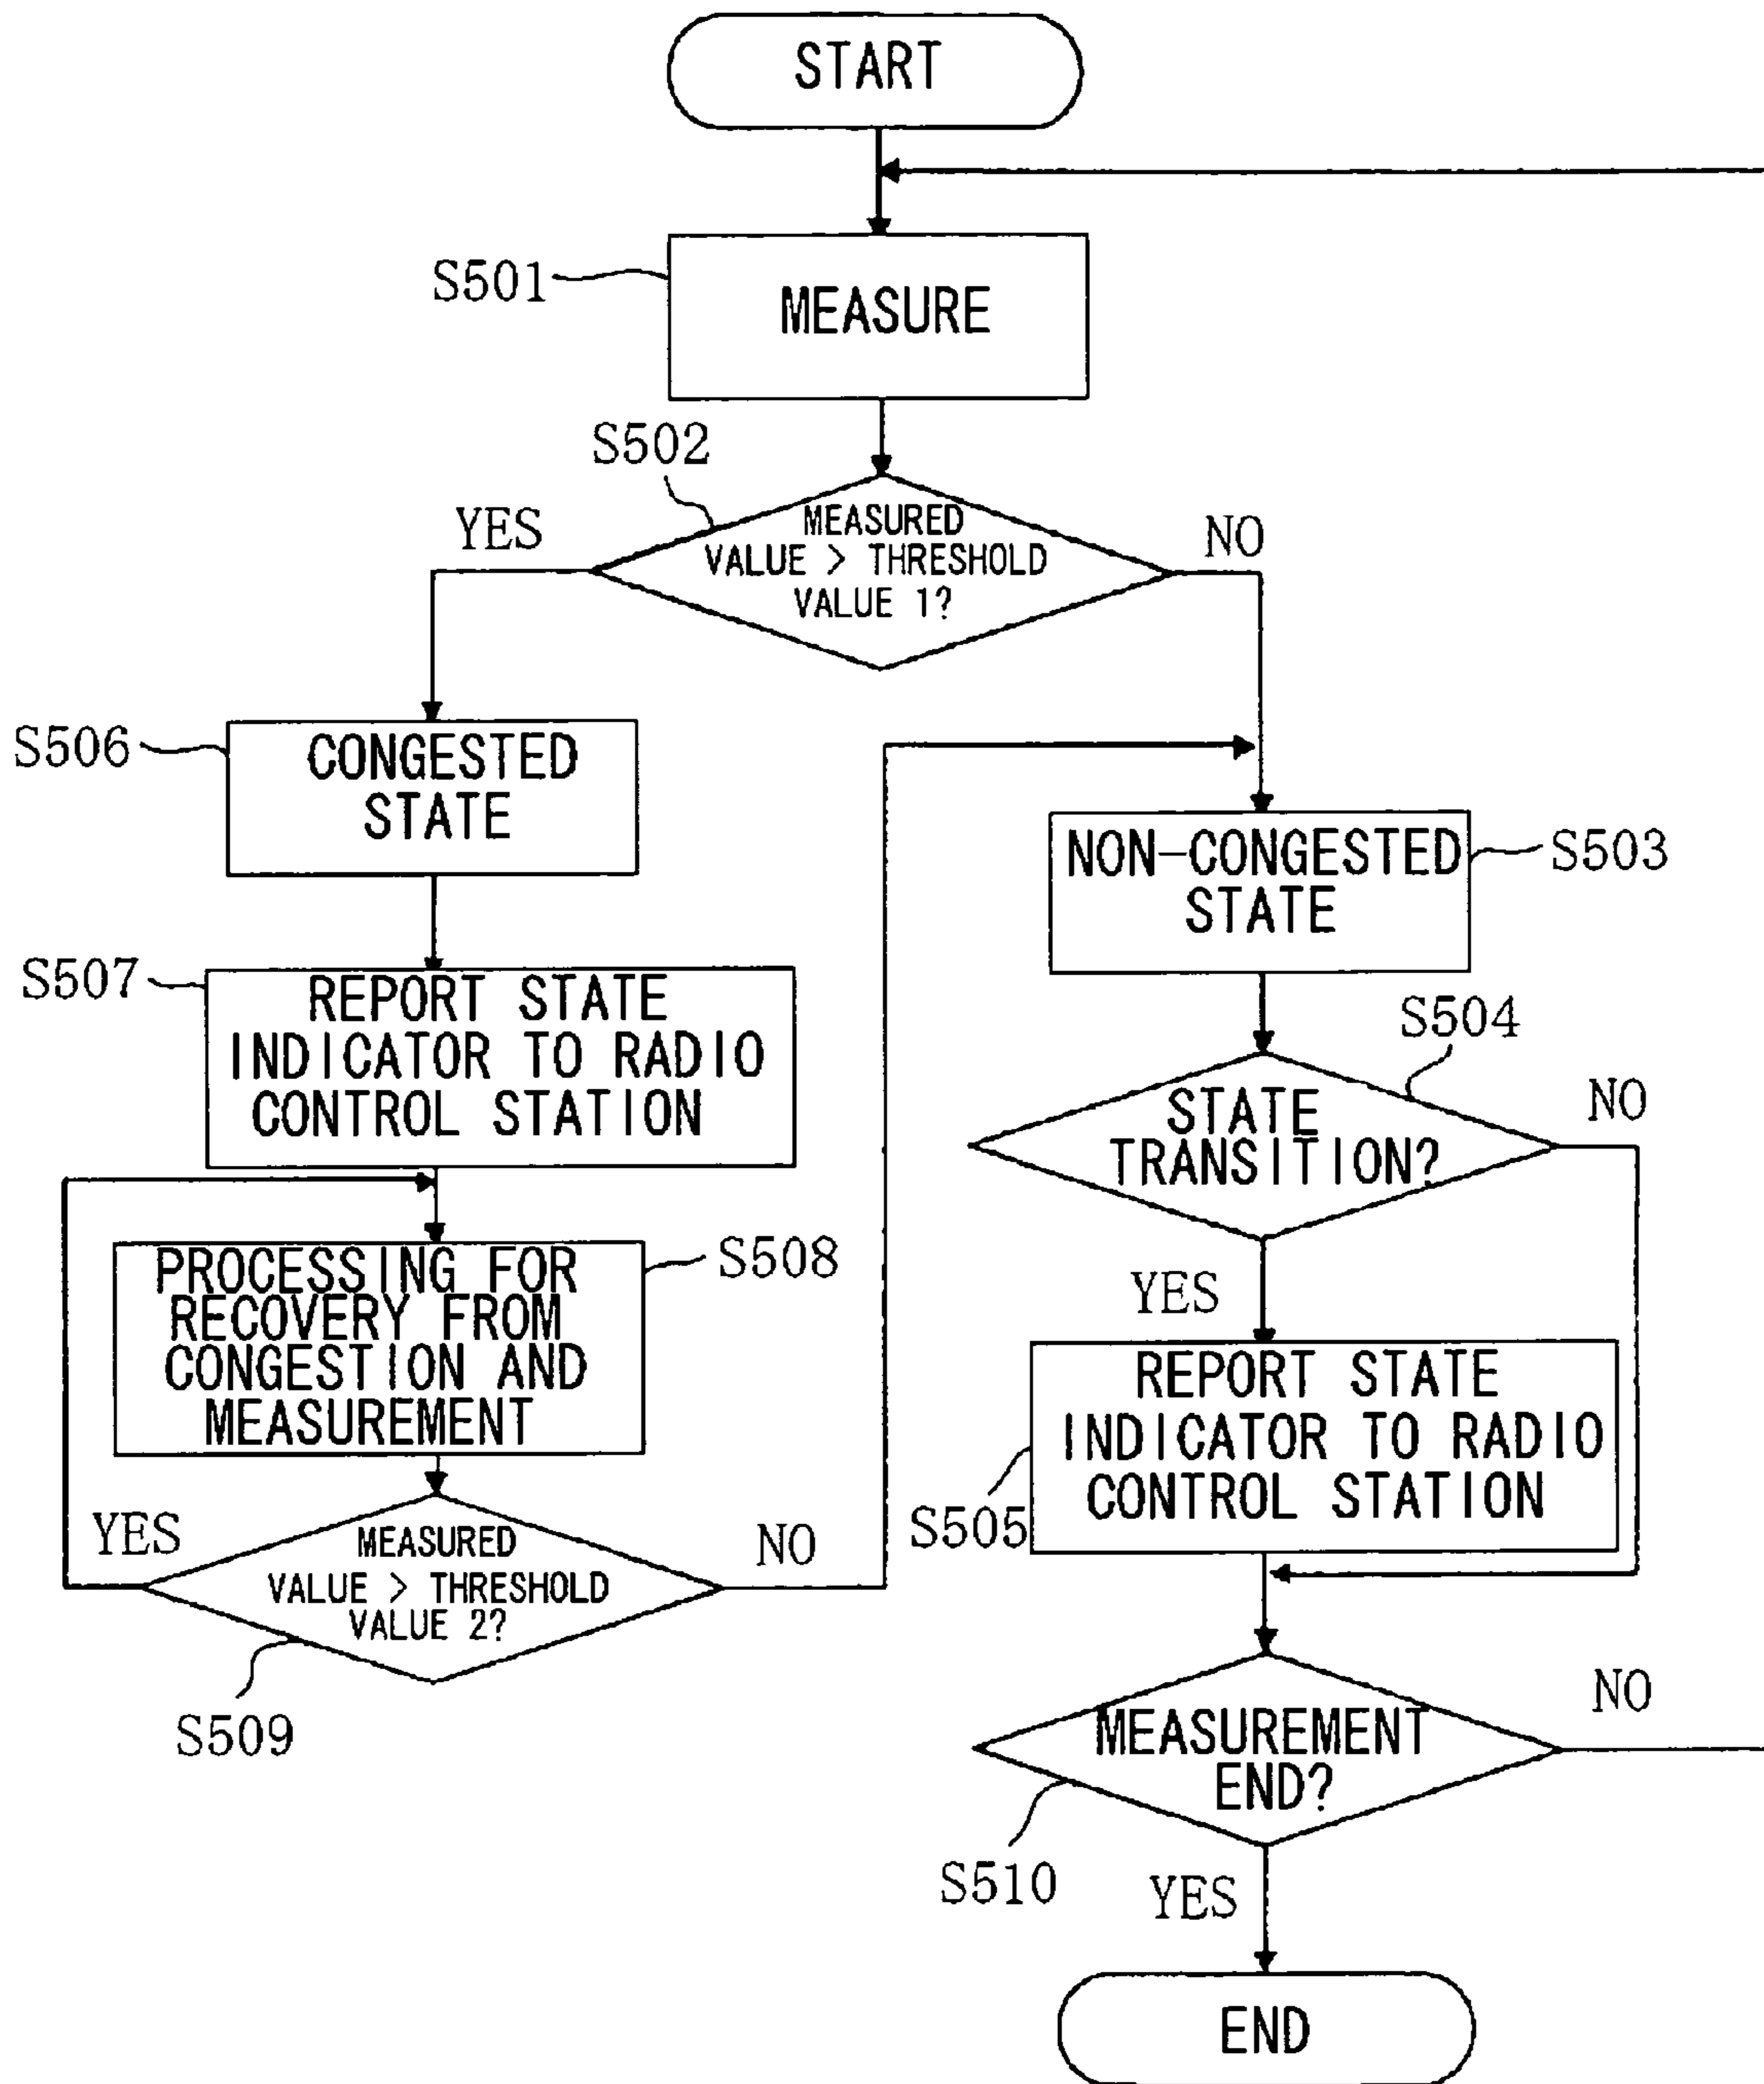 START
S501
MEASURE
S502
YES
MEASURED
VALUE > THRESHOLD
VALUE 1?
NO
S506
CONGESTED
STATE
NON-CONGESTED
STATE
S503
S507
REPORT STATE
INDICATOR TO RADIO
CONTROL STATION
S504
STATE
TRANSITION?
NO
YES
S508
PROCESSING FOR
RECOVERY FROM
CONGESTION AND
MEASUREMENT
REPORT STATE
INDICATOR TO RADIO
CONTROL STATION
S505
YES
MEASURED
VALUE > THRESHOLD
VALUE 2?
NO
S509
MEASUREMENT
END?
NO
S510
YES
END